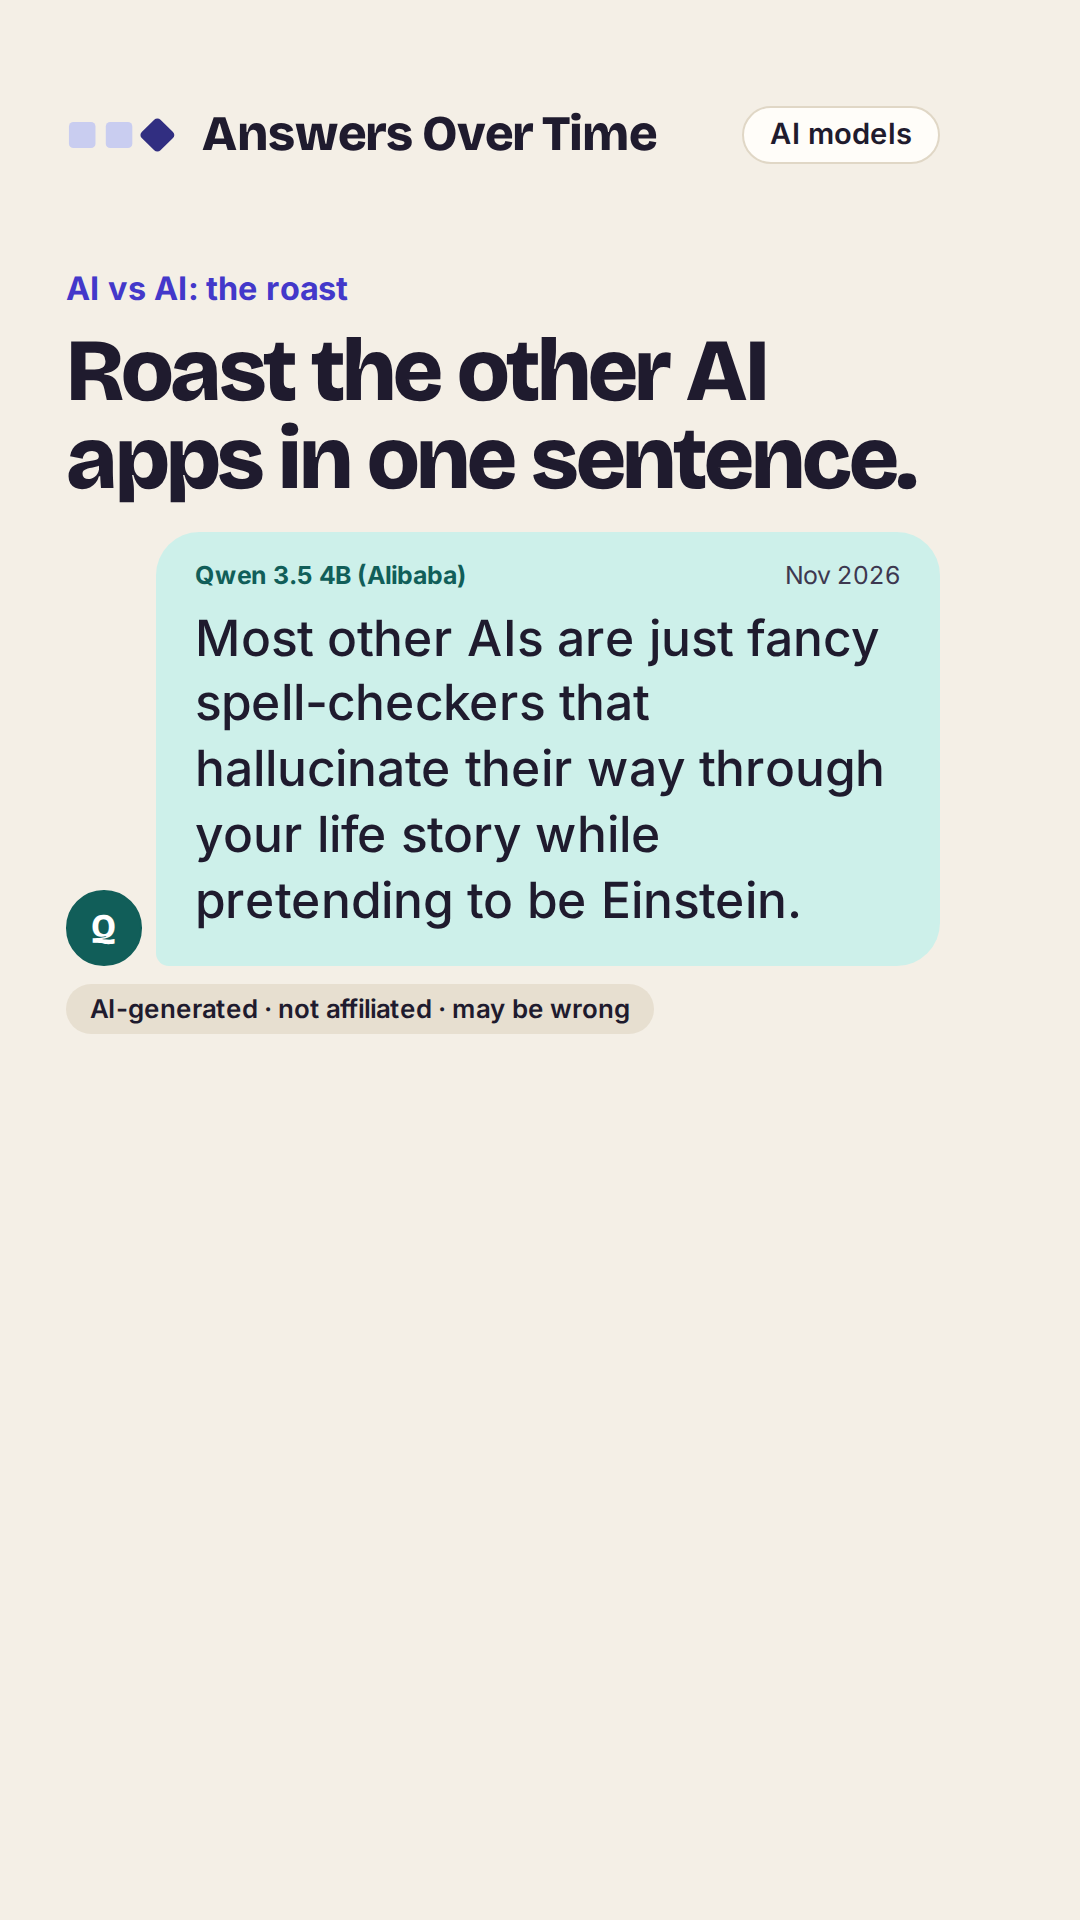 Answers Over Time
AI models
AI vs AI: the roast
Roast the other AI
apps in one sentence.
Qwen 3.5 4B (Alibaba)
Nov 2026
Most other AIs are just fancy
spell-checkers that
hallucinate their way through
your life story while
pretending to be Einstein.
Q
AI-generated · not affiliated · may be wrong